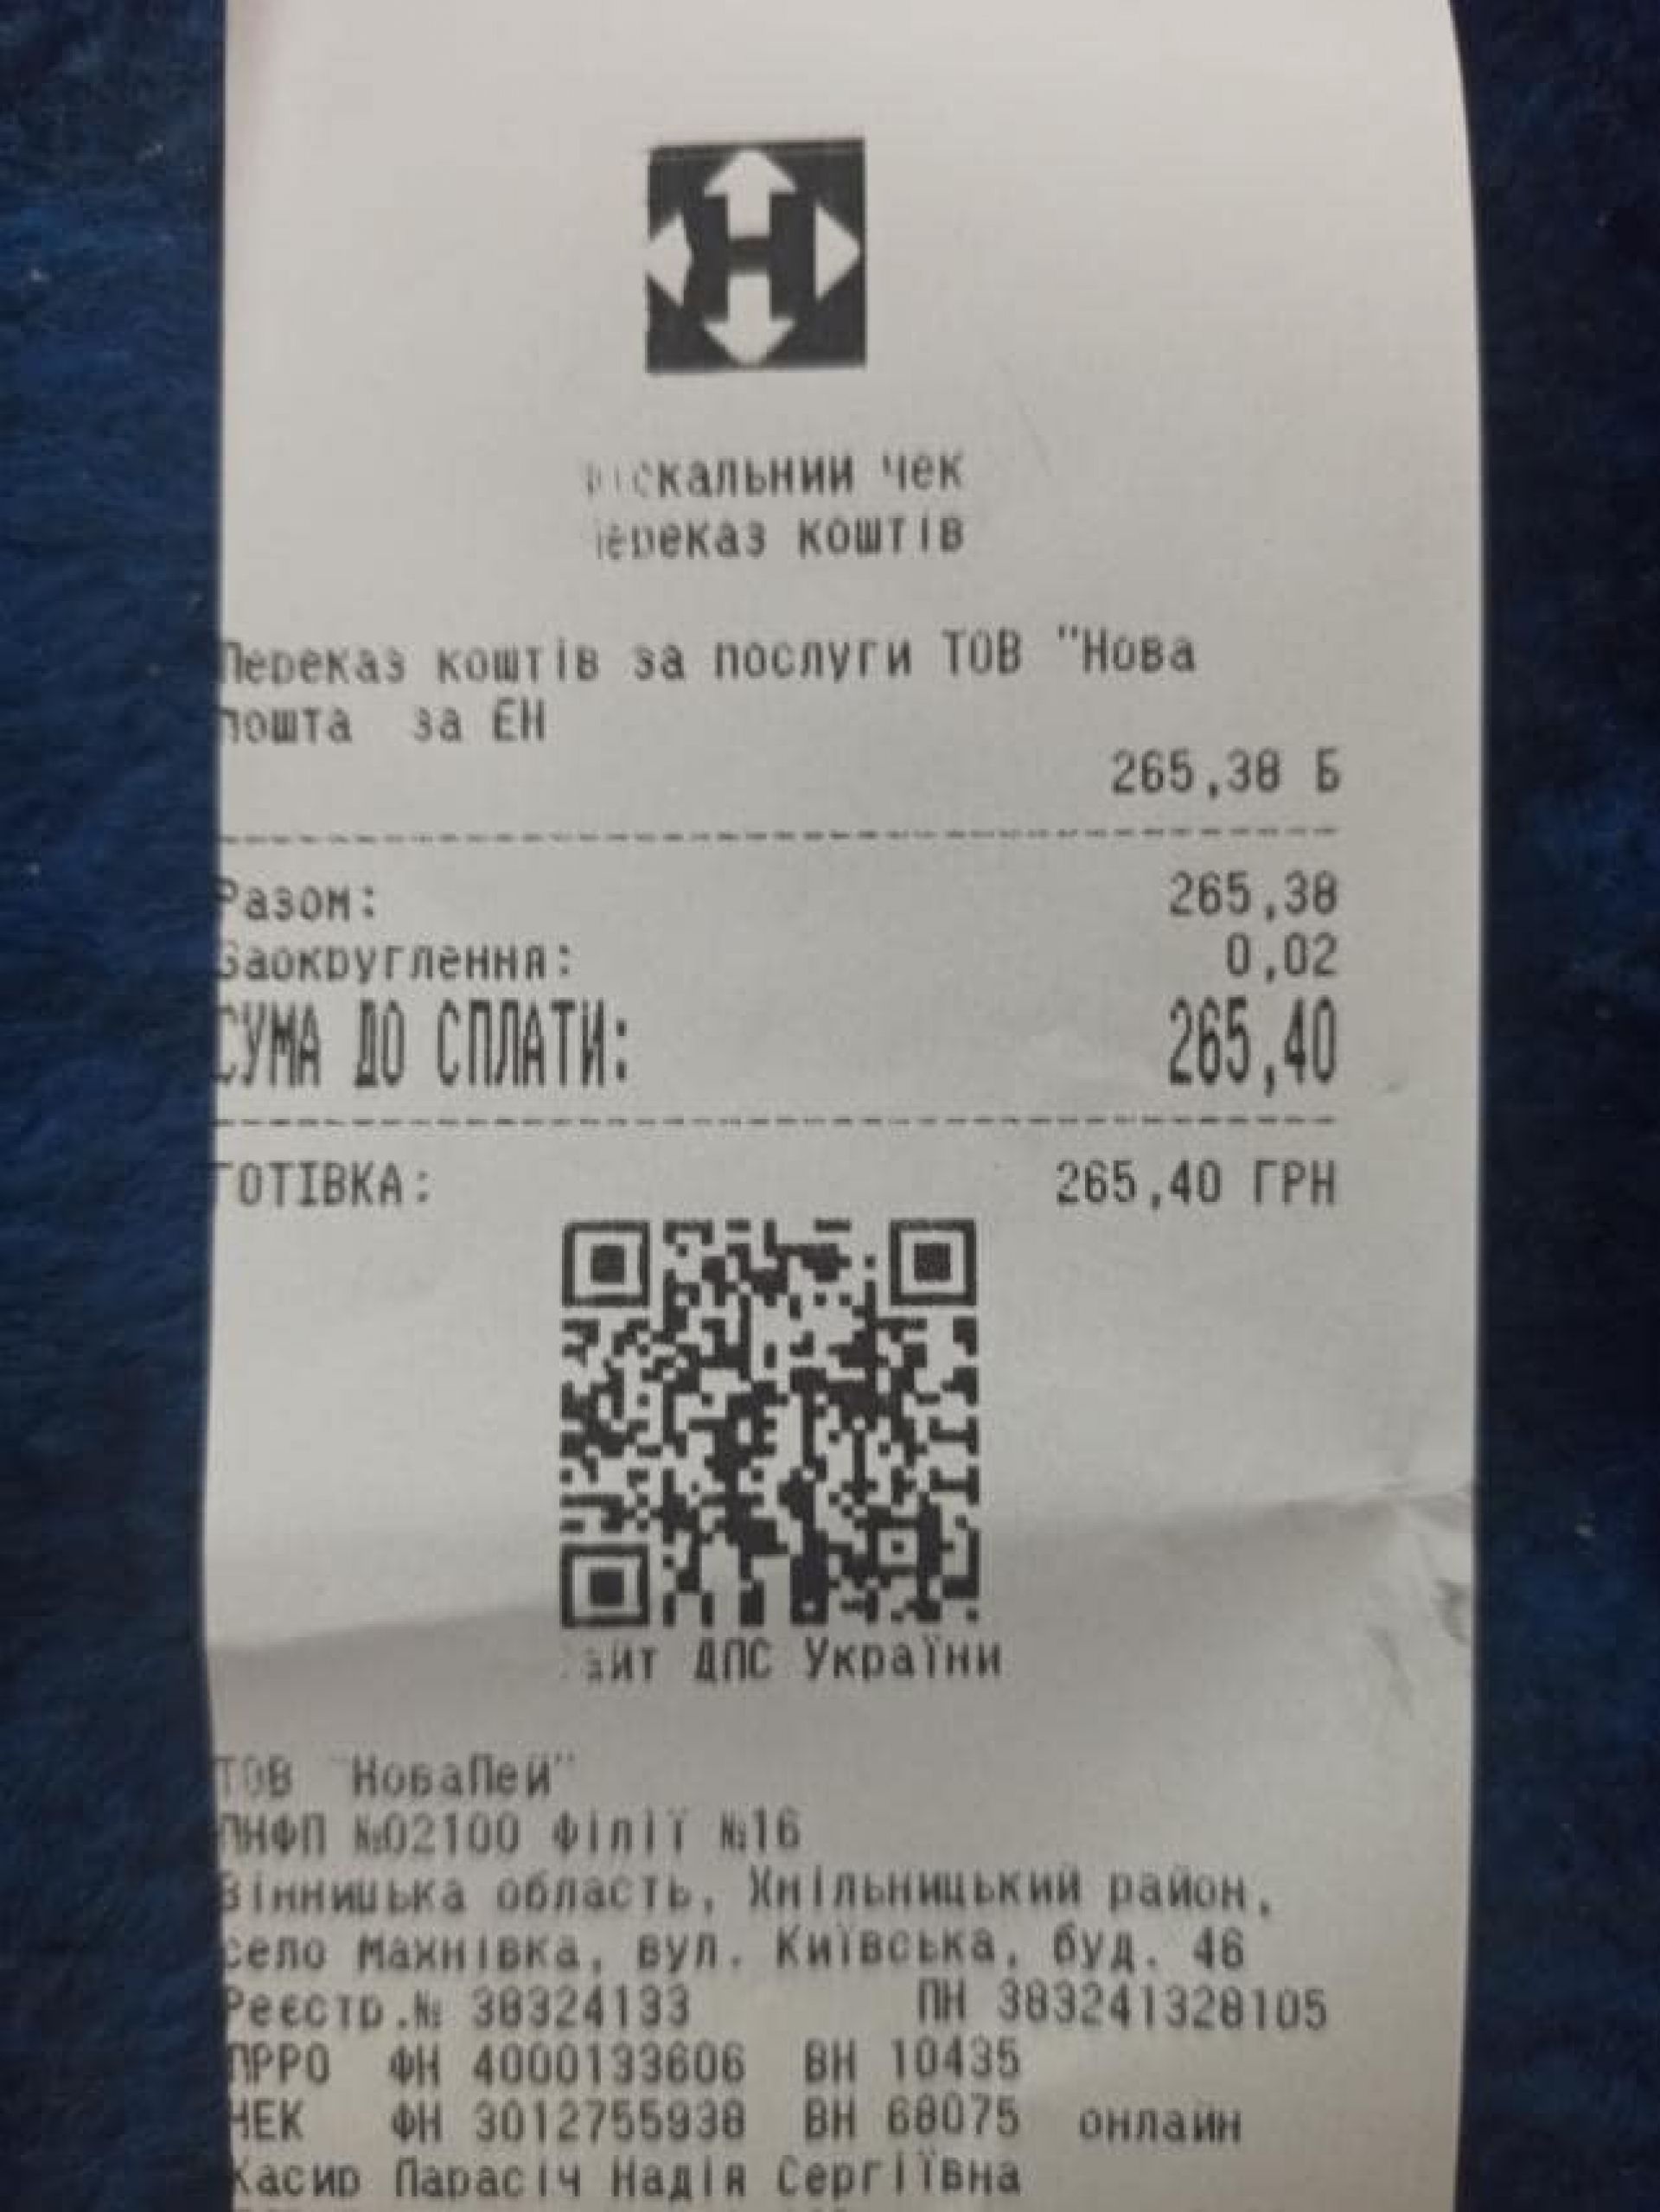 Фіскальний чек
Переказ коштів
Переказ коштів за послуги ТОВ "Нова
пошта за ЕН
265,38 Б
Разом: 265,38
Заокруглення: 0,02
СУМА ДО СПЛАТИ: 265,40
ГОТІВКА: 265,40 ГРН
Сайт ДПС України
ТОВ "НоваПей"
ПНФП №02100 Філії №16
Вінницька область, Хмільницький район,
село Махнівка, вул. Київська, буд. 46
Реєстр.№ 38324133 ПН 383241328105
ПРРО ФН 4000133606 ВН 10435
ЧЕК ФН 3012755938 ВН 68075 онлайн
Касир Парасіч Надія Сергіївна